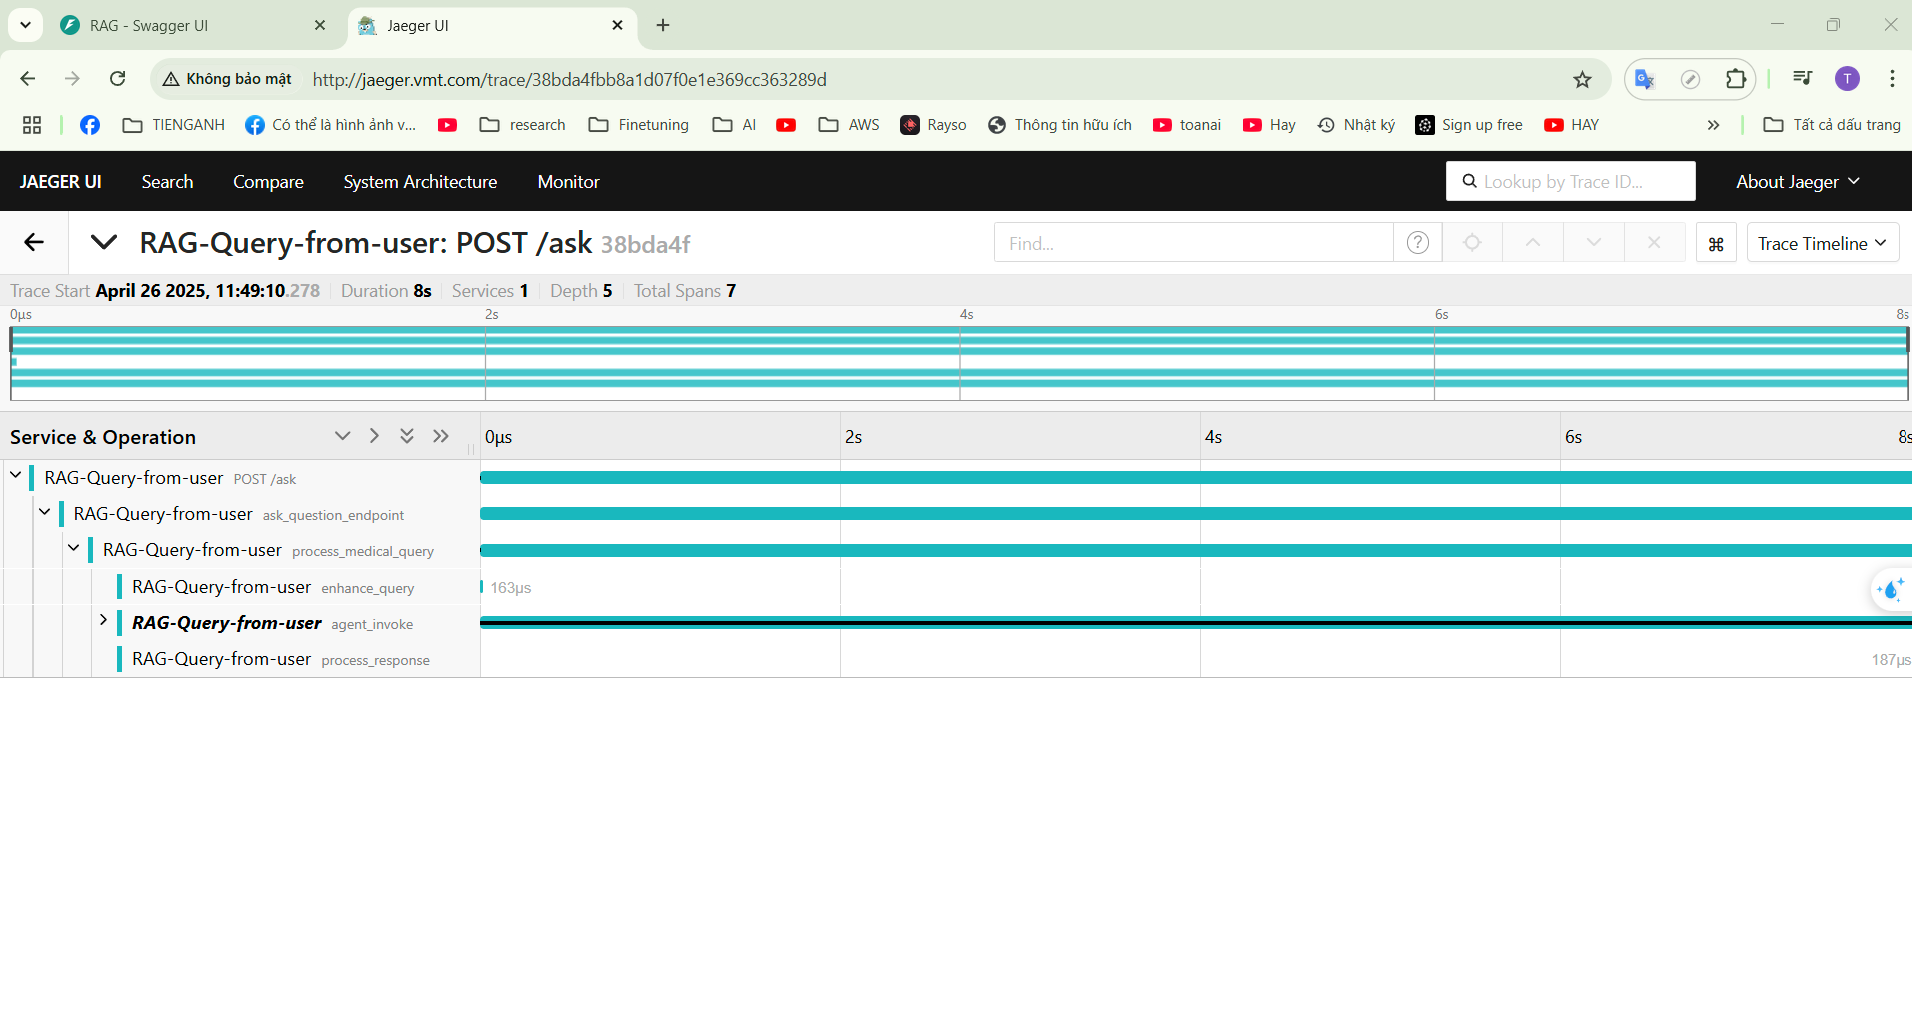 RAG - Swagger UI
Jaeger UI
Không bảo mật
http://jaeger.vmt.com/trace/38bda4fbb8a1d07f0e1e369cc363289d
T
TIENGANH
Có thể là hình ảnh v...
research
Finetuning
AI
AWS
Rayso
Thông tin hữu ích
toanai
Hay
Nhật ký
Sign up free
HAY
Tất cả dấu trang
JAEGER UI
Search
Compare
System Architecture
Monitor
Lookup by Trace ID...
About Jaeger
RAG-Query-from-user: POST /ask 38bda4f
Find...
Trace Timeline
Trace Start April 26 2025, 11:49:10.278
Duration 8s
Services 1
Depth 5
Total Spans 7
0μs 2s 4s 6s 8s
Service & Operation
0μs 2s 4s 6s 8s
RAG-Query-from-user POST /ask
RAG-Query-from-user ask_question_endpoint
RAG-Query-from-user process_medical_query
RAG-Query-from-user enhance_query 163μs
RAG-Query-from-user agent_invoke
RAG-Query-from-user process_response 187μs